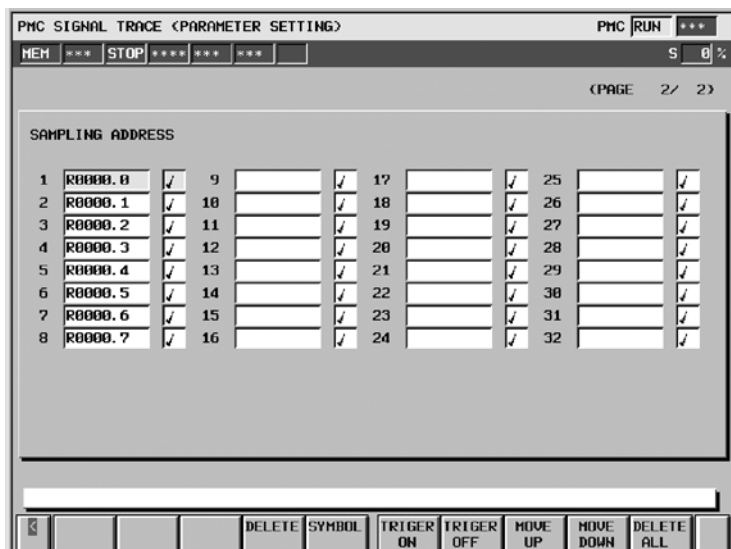 PMC SIGNAL TRACE (PARAMETER SETTING) PMC RUN ***
MEM *** STOP **** *** *** S 0 %
(PAGE 2/ 2)
SAMPLING ADDRESS
1 R0000.0 ✓ 9 ✓ 17 ✓ 25 ✓
2 R0000.1 ✓ 10 ✓ 18 ✓ 26 ✓
3 R0000.2 ✓ 11 ✓ 19 ✓ 27 ✓
4 R0000.3 ✓ 12 ✓ 20 ✓ 28 ✓
5 R0000.4 ✓ 13 ✓ 21 ✓ 29 ✓
6 R0000.5 ✓ 14 ✓ 22 ✓ 30 ✓
7 R0000.6 ✓ 15 ✓ 23 ✓ 31 ✓
8 R0000.7 ✓ 16 ✓ 24 ✓ 32 ✓
< DELETE SYMBOL TRIGER TRIGER MOVE MOVE DELETE
ON OFF UP DOWN ALL